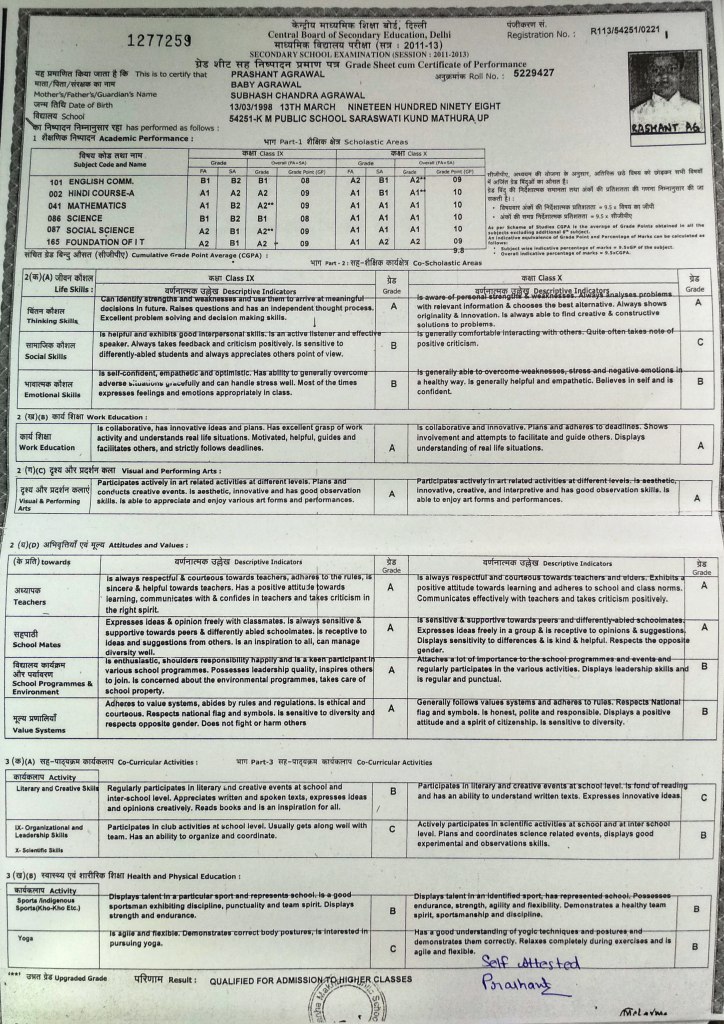 1277259
केन्द्रीय माध्यमिक शिक्षा बोर्ड, दिल्ली
Central Board of Secondary Education, Delhi
माध्यमिक विद्यालय परीक्षा (सत्र : 2011-13)
SECONDARY SCHOOL EXAMINATION (SESSION : 2011-2013)
पंजीकरण सं.
Registration No. : R113/54251/0221
ग्रेड शीट सह निष्पादन प्रमाण पत्र Grade Sheet cum Certificate of Performance
यह प्रमाणित किया जाता है कि This is to certify that PRASHANT AGRAWAL अनुक्रमांक Roll No. : 5229427
माता/पिता/संरक्षक का नाम BABY AGRAWAL
Mother's/Father's/Guardian's Name SUBHASH CHANDRA AGRAWAL
जन्म तिथि Date of Birth 13/03/1998 13TH MARCH NINETEEN HUNDRED NINETY EIGHT
विद्यालय School 54251-K M PUBLIC SCHOOL SARASWATI KUND MATHURA UP
का निष्पादन निम्नानुसार रहा has performed as follows :
PRASHANT AG
1 शैक्षणिक निष्पादन Academic Performance : भाग Part-1 शैक्षिक क्षेत्र Scholastic Areas
विषय कोड तथा नाम कक्षा Class IX कक्षा Class X
Subject Code and Name Grade Overall (FA+SA) Grade Overall (FA+SA)
FA SA Grade Grade Point (GP) FA SA Grade Grade Point (GP)
101 ENGLISH COMM. B1 B2 B1 08 A2 B1 A2** 09
002 HINDI COURSE-A A1 A2 A2 09 A1 B1 A1** 10
041 MATHEMATICS A1 B2 A2** 09 A1 A1 A1 10
086 SCIENCE B1 B2 B1 08 A1 A1 A1 10
087 SOCIAL SCIENCE A2 B1 A2** 09 A1 A1 A1 10
165 FOUNDATION OF I T A2 B1 A2 09 A1 A2 A2 09
संचित ग्रेड बिन्दु औसत (सीजीपीए) Cumulative Grade Point Average (CGPA) : 9.8
As per Scheme of Studies CGPA is the average of Grade Points obtained in all the subjects excluding additional 6th subject.
An indicative equivalence of Grade Point and Percentage of Marks can be calculated as follows:
* Subject wise indicative percentage of marks = 9.5xGP of the subject.
* Overall indicative percentage of marks = 9.5xCGPA.
भाग Part - 2 : सह-शैक्षिक कार्यक्षेत्र Co-Scholastic Areas
2(क)(A) जीवन कौशल कक्षा Class IX ग्रेड कक्षा Class X ग्रेड
Life Skills : वर्णनात्मक उल्लेख Descriptive Indicators Grade वर्णनात्मक उल्लेख Descriptive Indicators Grade
चिंतन कौशल
Thinking Skills
Can identify strengths and weaknesses and use them to arrive at meaningful
decisions in future. Raises questions and has an independent thought process.
Excellent problem solving and decision making skills.
A
Is aware of personal strengths & weaknesses. Always analyses problems
with relevant information & chooses the best alternative. Always shows
originality & innovation. Is always able to find creative & constructive
solutions to problems.
A
सामाजिक कौशल
Social Skills
Is helpful and exhibits good interpersonal skills. Is an active listener and effective
speaker. Always takes feedback and criticism positively. Is sensitive to
differently-abled students and always appreciates others point of view.
B
Is generally comfortable interacting with others. Quite often takes note of
positive criticism.
C
भावात्मक कौशल
Emotional Skills
Is self-confident, empathetic and optimistic. Has ability to generally overcome
adverse situations gracefully and can handle stress well. Most of the times
expresses feelings and emotions appropriately in class.
B
Is generally able to overcome weaknesses, stress and negative emotions in
a healthy way. Is generally helpful and empathetic. Believes in self and is
confident.
B
2 (ख)(B) कार्य शिक्षा Work Education :
कार्य शिक्षा
Work Education
Is collaborative, has innovative ideas and plans. Has excellent grasp of work
activity and understands real life situations. Motivated, helpful, guides and
facilitates others, and strictly follows deadlines.
A
Is collaborative and innovative. Plans and adheres to deadlines. Shows
involvement and attempts to facilitate and guide others. Displays
understanding of real life situations.
A
2 (ग)(C) दृश्य और प्रदर्शन कला Visual and Performing Arts :
दृश्य और प्रदर्शन कलाएं
Visual & Performing
Arts
Participates actively in art related activities at different levels. Plans and
conducts creative events. Is aesthetic, innovative and has good observation
skills. Is able to appreciate and enjoy various art forms and performances.
A
Participates actively in art related activities at different levels. Is aesthetic,
innovative, creative, and interpretive and has good observation skills. Is
able to enjoy art forms and performances.
A
2 (घ)(D) अभिवृत्तियाँ एवं मूल्य Attitudes and Values :
(के प्रति) towards वर्णनात्मक उल्लेख Descriptive Indicators ग्रेड Grade वर्णनात्मक उल्लेख Descriptive Indicators ग्रेड Grade
अध्यापक
Teachers
Is always respectful & courteous towards teachers, adheres to the rules, is
sincere & helpful towards teachers. Has a positive attitude towards
learning, communicates with & confides in teachers and takes criticism in
the right spirit.
A
Is always respectful and courteous towards teachers and elders. Exhibits a
positive attitude towards learning and adheres to school and class norms.
Communicates effectively with teachers and takes criticism positively.
A
सहपाठी
School Mates
Expresses ideas & opinion freely with classmates. Is always sensitive &
supportive towards peers & differently abled schoolmates. Is receptive to
ideas and suggestions from others. Is an inspiration to all, can manage
diversity well.
A
Is sensitive & supportive towards peers and differently-abled schoolmates.
Expresses ideas freely in a group & is receptive to opinions & suggestions.
Displays sensitivity to differences & is kind & helpful. Respects the opposite
gender.
A
विद्यालय कार्यक्रम
और पर्यावरण
School Programmes &
Environment
Is enthusiastic, shoulders responsibility happily and is a keen participant in
various school programmes. Possesses leadership quality, inspires others
to join. Is concerned about the environmental programmes, takes care of
school property.
A
Attaches a lot of importance to the school programmes and events and
regularly participates in the various activities. Displays leadership skills and
is regular and punctual.
B
मूल्य प्रणालियाँ
Value Systems
Adheres to value systems, abides by rules and regulations. Is ethical and
courteous. Respects national flag and symbols. Is sensitive to diversity and
respects opposite gender. Does not fight or harm others
A
Generally follows values systems and adheres to rules. Respects National
flag and symbols. Is honest, polite and responsible. Displays a positive
attitude and a spirit of citizenship. Is sensitive to diversity.
B
3 (क)(A) सह-पाठ्यक्रम कार्यकलाप Co-Curricular Activities : भाग Part-3 सह-पाठ्यक्रम कार्यकलाप Co-Curricular Activities
कार्यकलाप Activity
Literary and Creative Skills
Regularly participates in literary and creative events at school and
inter-school level. Appreciates written and spoken texts, expresses ideas
and opinions creatively. Reads books and is an inspiration for all.
B
Participates in literary and creative events at school level. Is fond of reading
and has an ability to understand written texts. Expresses innovative ideas.
C
IX- Organizational and
Leadership Skills
X- Scientific Skills
Participates in club activities at school level. Usually gets along well with
team. Has an ability to organize and coordinate.
C
Actively participates in scientific activities at school and at inter school
level. Plans and coordinates science related events, displays good
experimental and observations skills.
B
3 (ख)(B) स्वास्थ्य एवं शारीरिक शिक्षा Health and Physical Education :
कार्यकलाप Activity
Sports /Indigenous
Sports(Kho-Kho Etc.)
Displays talent in a particular sport and represents school. Is a good
sportsman exhibiting discipline, punctuality and team spirit. Displays
strength and endurance.
B
Displays talent in an identified sport, has represented school. Possesses
endurance, strength, agility and flexibility. Demonstrates a healthy team
spirit, sportsmanship and discipline.
B
Yoga
Is agile and flexible. Demonstrates correct body postures, is interested in
pursuing yoga.
C
Has a good understanding of yogic techniques and postures and
demonstrates them correctly. Relaxes completely during exercises and is
agile and flexible.
B
'**' उन्नत ग्रेड Upgraded Grade परिणाम Result : QUALIFIED FOR ADMISSION TO HIGHER CLASSES
Self Attested
Prashant